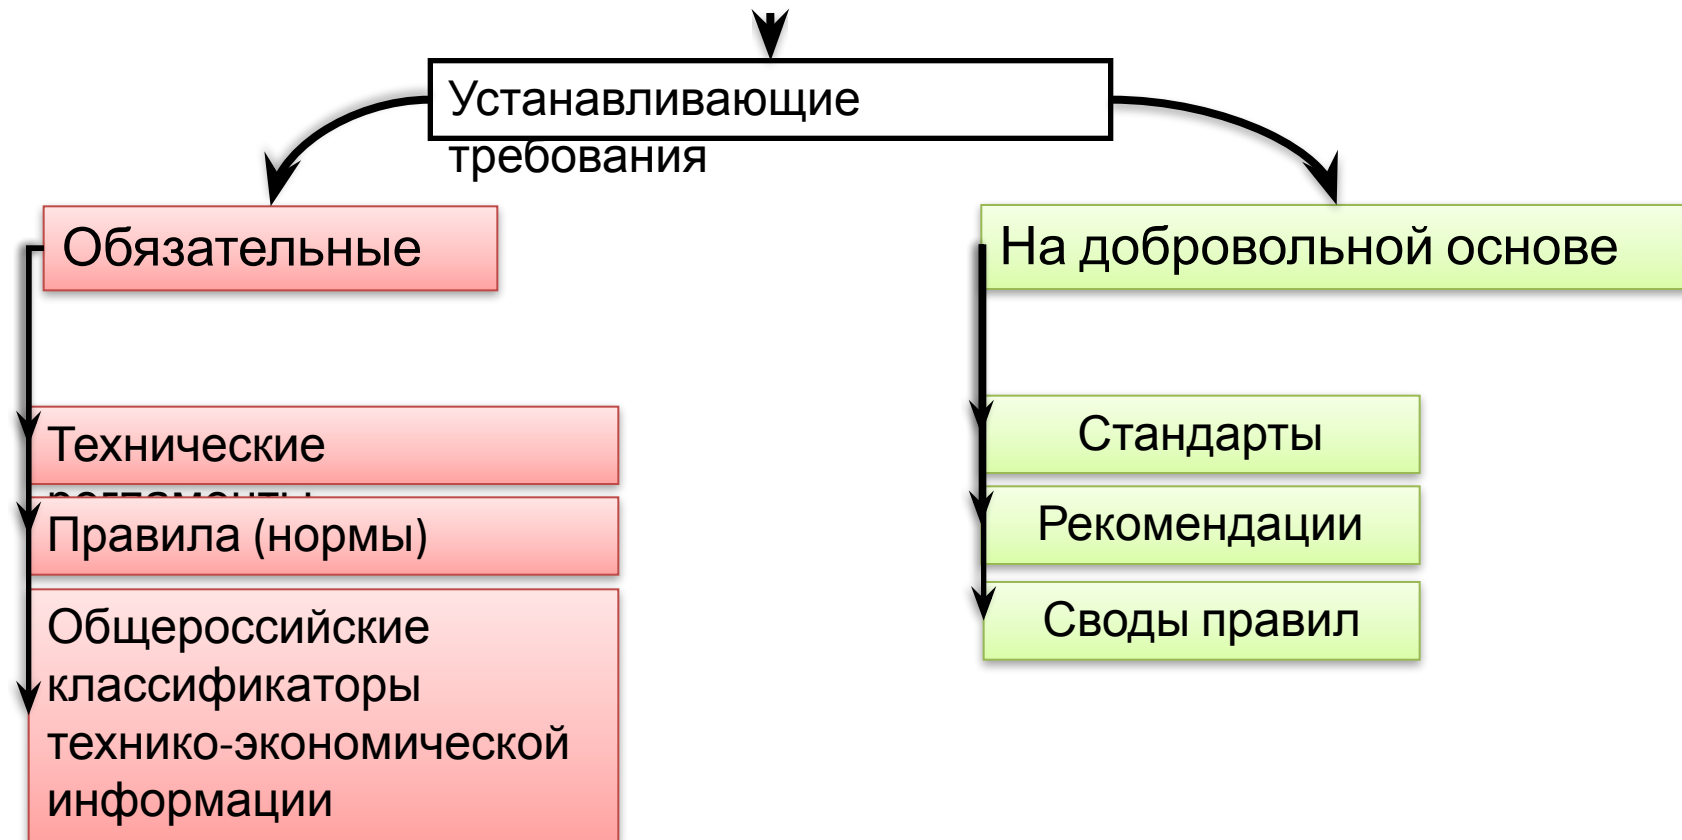 Устанавливающие
требования
Обязательные
На добровольной основе
Технические
Правила (нормы)
Общероссийские
классификаторы
технико-экономической
информации
Стандарты
Рекомендации
Своды правил